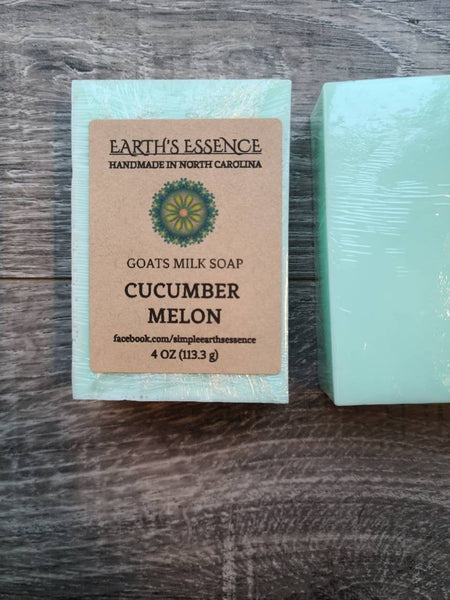 EARTH'S ESSENCE
HANDMADE IN NORTH CAROLINA
GOATS MILK SOAP
CUCUMBER
MELON
facebook.com/simpleearthsessence
4 OZ (113.3 g)